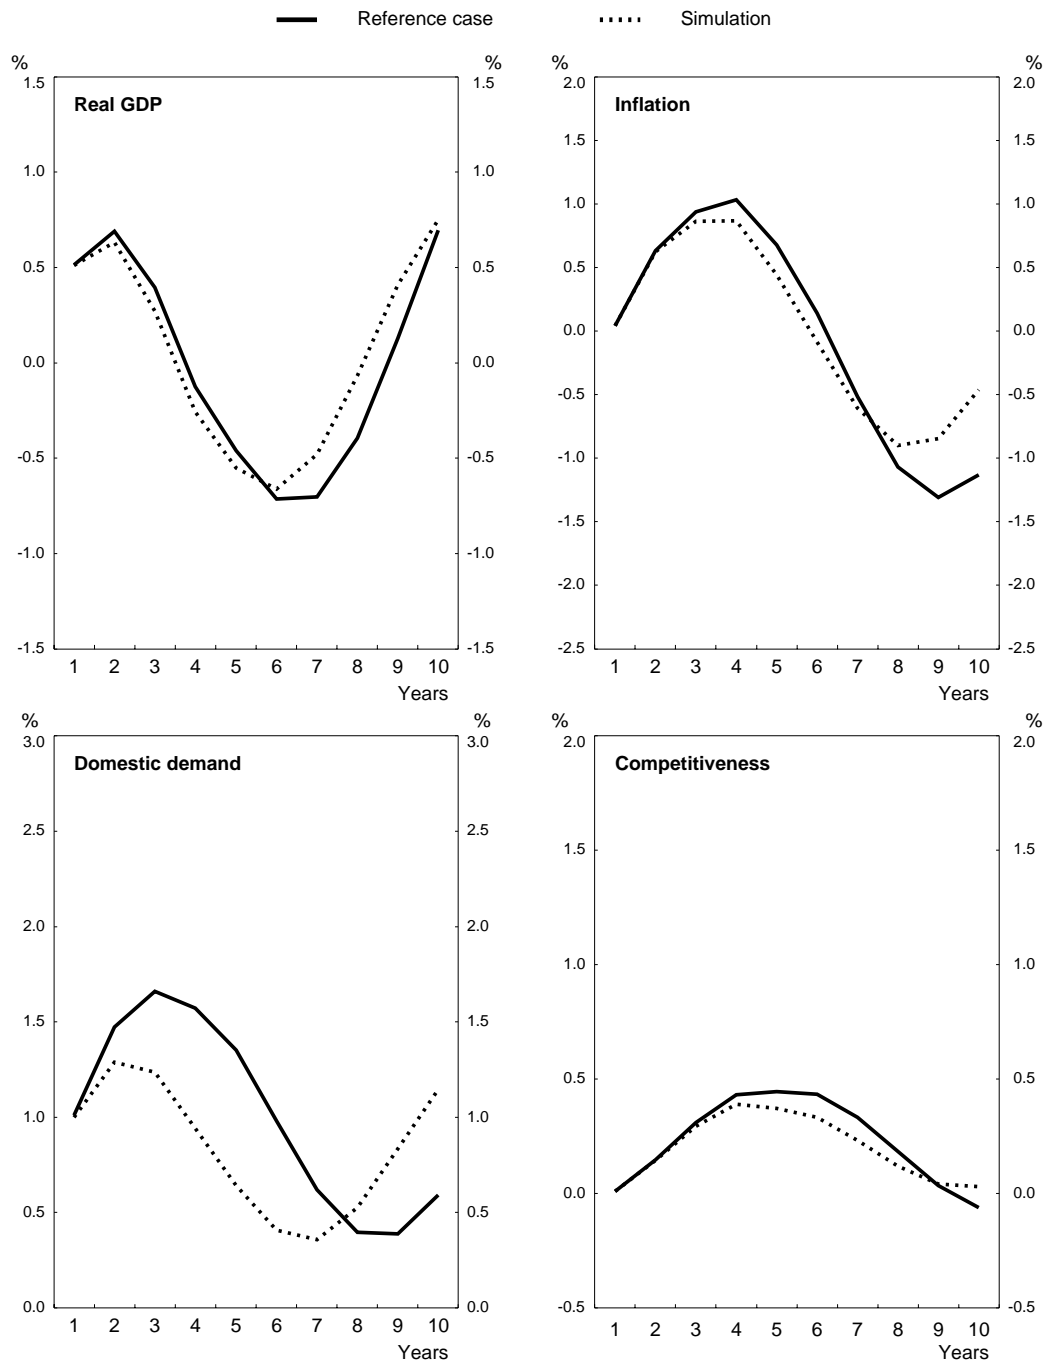 Reference case Simulation
% % % %
1.5 1.5 2.0 2.0
Real GDP Inflation
1.5 1.5
1.0 1.0
1.0 1.0
0.5 0.5 0.5 0.5
0.0 0.0
0.0 0.0
-0.5 -0.5
-0.5 -0.5 -1.0 -1.0
-1.5 -1.5
-1.0 -1.0
-2.0 -2.0
-1.5 -1.5 -2.5 -2.5
1 2 3 4 5 6 7 8 9 10 1 2 3 4 5 6 7 8 9 10
Years Years
% % % %
3.0 3.0 2.0 2.0
Domestic demand Competitiveness
2.5 2.5
1.5 1.5
2.0 2.0
1.0 1.0
1.5 1.5
0.5 0.5
1.0 1.0
0.0 0.0
0.5 0.5
0.0 0.0 -0.5 -0.5
1 2 3 4 5 6 7 8 9 10 1 2 3 4 5 6 7 8 9 10
Years Years